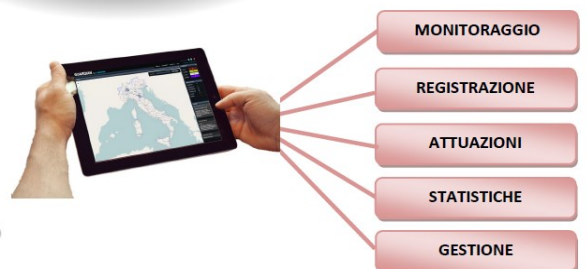 MONITORAGGIO
REGISTRAZIONE
ATTUAZIONI
STATISTICHE
GESTIONE